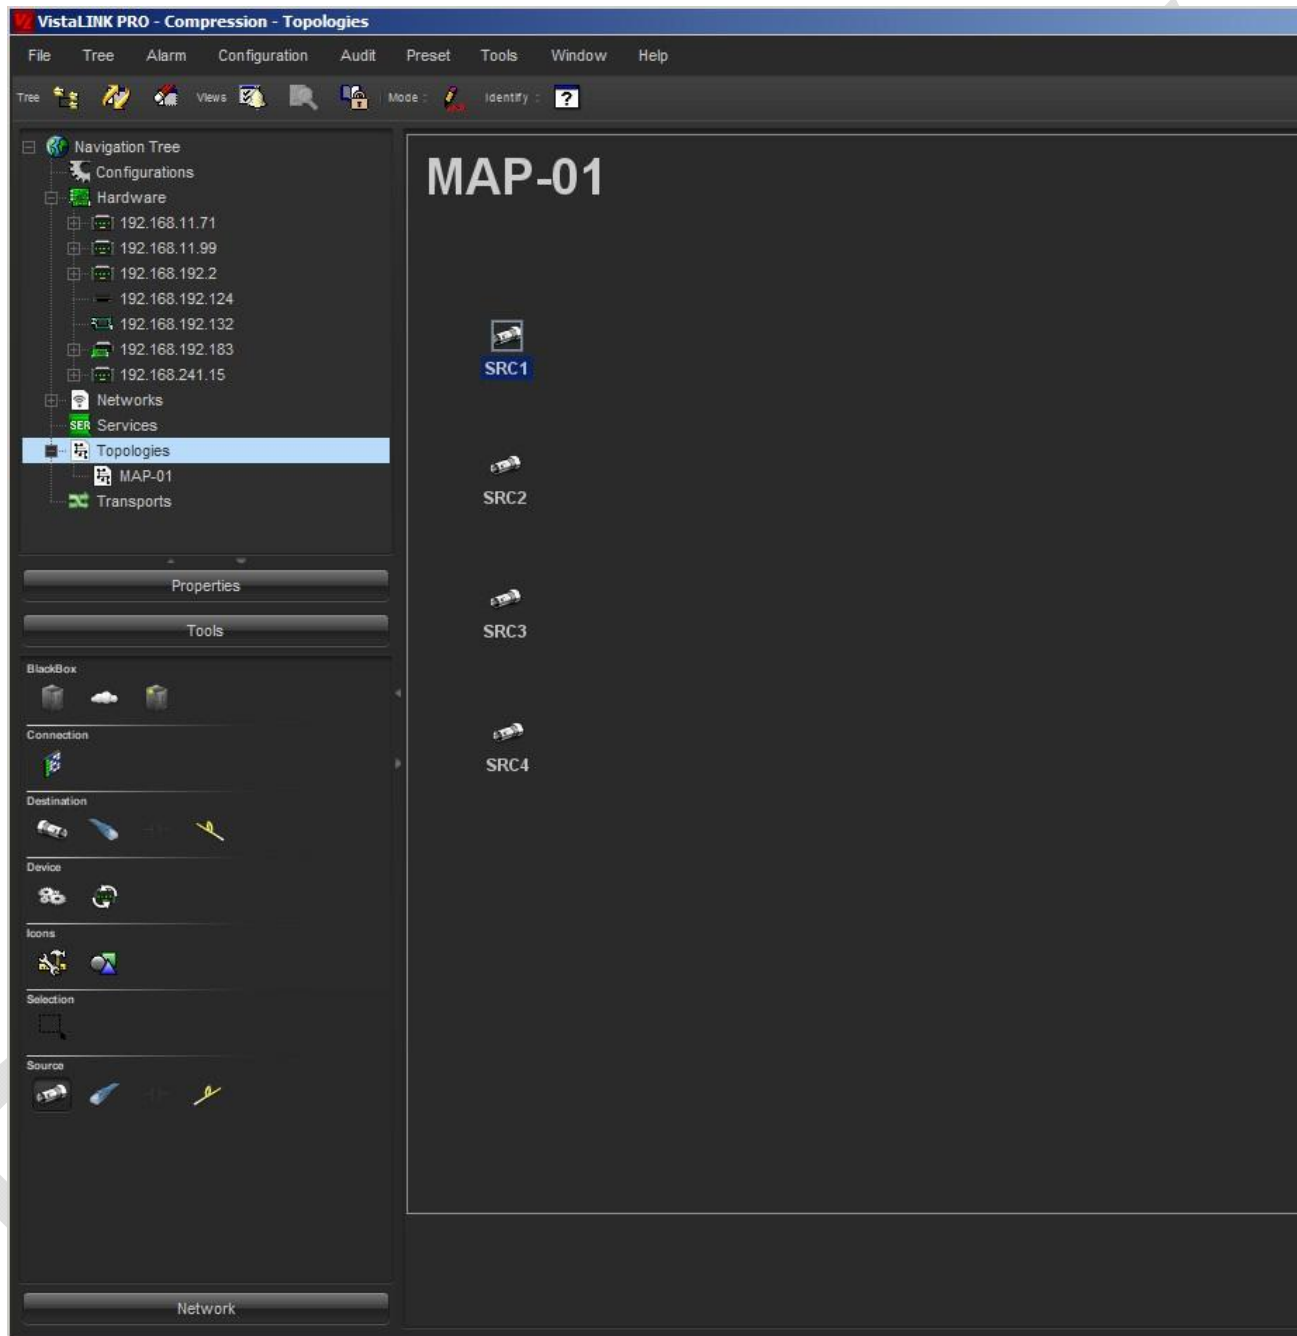 VistaLINK PRO - Compression - Topologies
File Tree Alarm Configuration Audit Preset Tools Window Help
Tree Views Mode : Identify : ?
Navigation Tree
Configurations
Hardware
192.168.11.71
192.168.11.99
192.168.192.2
192.168.192.124
192.168.192.132
192.168.192.183
192.168.241.15
Networks
SER Services
Topologies
MAP-01
Transports
Properties
Tools
BlackBox
Connection
Destination
Device
Icons
Selection
Source
Network
MAP-01
SRC1
SRC2
SRC3
SRC4